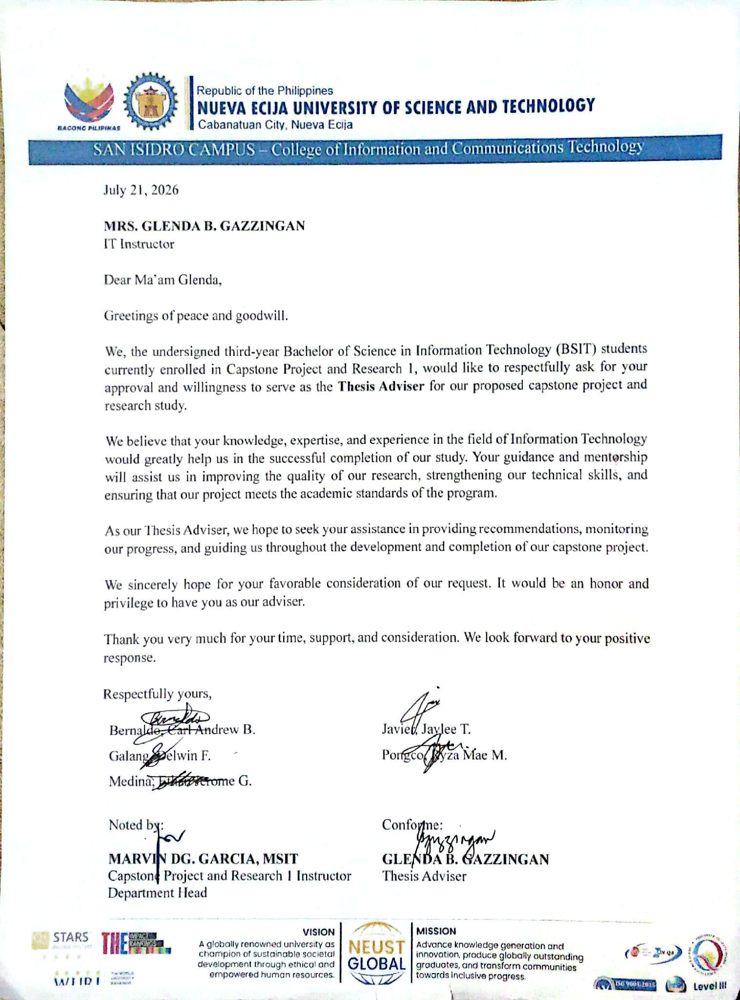 BAGONG PILIPINAS
Republic of the Philippines
NUEVA ECIJA UNIVERSITY OF SCIENCE AND TECHNOLOGY
Cabanatuan City, Nueva Ecija
SAN ISIDRO CAMPUS – College of Information and Communications Technology
July 21, 2026
MRS. GLENDA B. GAZZINGAN
IT Instructor
Dear Ma'am Glenda,
Greetings of peace and goodwill.
We, the undersigned third-year Bachelor of Science in Information Technology (BSIT) students
currently enrolled in Capstone Project and Research 1, would like to respectfully ask for your
approval and willingness to serve as the Thesis Adviser for our proposed capstone project and
research study.
We believe that your knowledge, expertise, and experience in the field of Information Technology
would greatly help us in the successful completion of our study. Your guidance and mentorship
will assist us in improving the quality of our research, strengthening our technical skills, and
ensuring that our project meets the academic standards of the program.
As our Thesis Adviser, we hope to seek your assistance in providing recommendations, monitoring
our progress, and guiding us throughout the development and completion of our capstone project.
We sincerely hope for your favorable consideration of our request. It would be an honor and
privilege to have you as our adviser.
Thank you very much for your time, support, and consideration. We look forward to your positive
response.
Respectfully yours,
Bernaldo
Bernaldo, Carl Andrew B.
Javier, Jaylee T.
Galang, Delwin F.
Pongco, Ryza Mae M.
Medina, Jerome G.
Noted by:
Conforme:
Gazzingan
MARVIN DG. GARCIA, MSIT
GLENDA B. GAZZINGAN
Capstone Project and Research 1 Instructor
Thesis Adviser
Department Head
STARS
THE IMPACT RANKINGS
VISION
A globally renowned university as
champion of sustainable societal
development through ethical and
empowered human resources.
NEUST
GLOBAL
MISSION
Advance knowledge generation and
innovation, produce globally outstanding
graduates, and transform communities
towards inclusive progress.
ISO 9001:2015
Level III